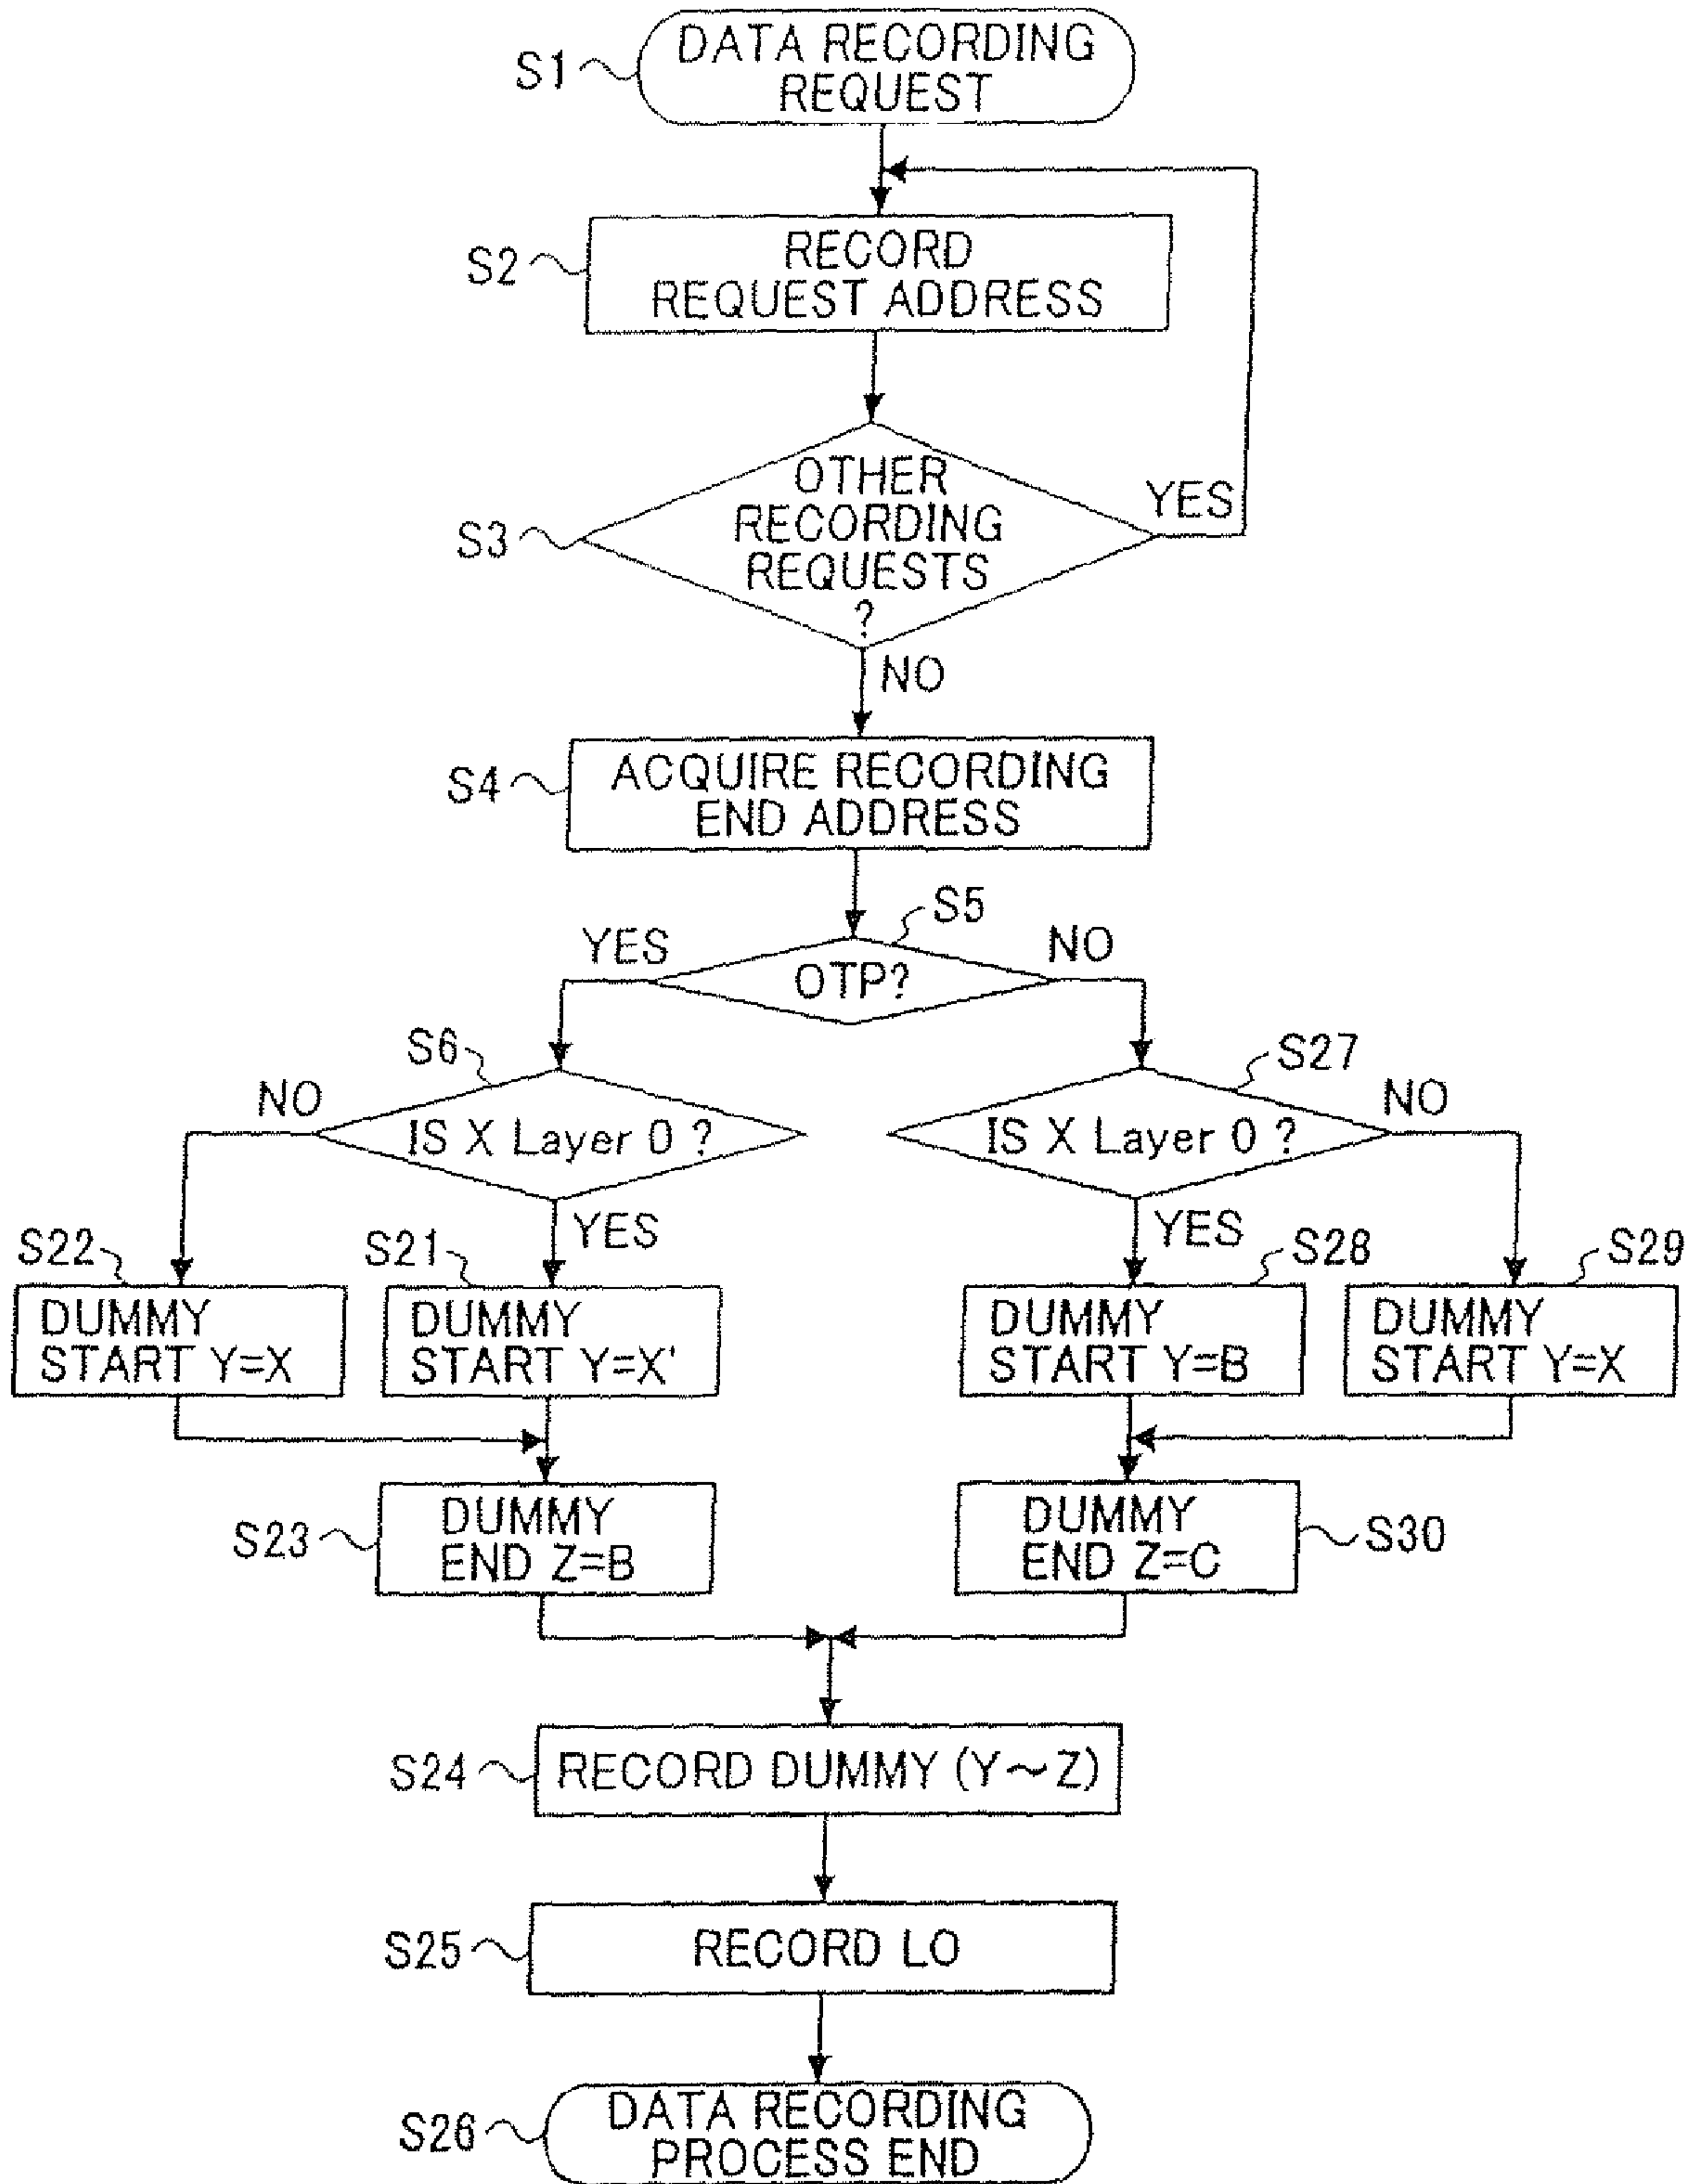 S1
DATA RECORDING
REQUEST
S2
RECORD
REQUEST ADDRESS
S3
OTHER
RECORDING
REQUESTS
?
YES
NO
S4
ACQUIRE RECORDING
END ADDRESS
S5
YES
OTP?
NO
S6
NO
IS X Layer 0 ?
YES
S27
IS X Layer 0 ?
NO
YES
S22
DUMMY
START Y=X
S21
DUMMY
START Y=X'
S28
DUMMY
START Y=B
S29
DUMMY
START Y=X
S23
DUMMY
END Z=B
DUMMY
END Z=C
S30
S24
RECORD DUMMY (Y~Z)
S25
RECORD LO
S26
DATA RECORDING
PROCESS END